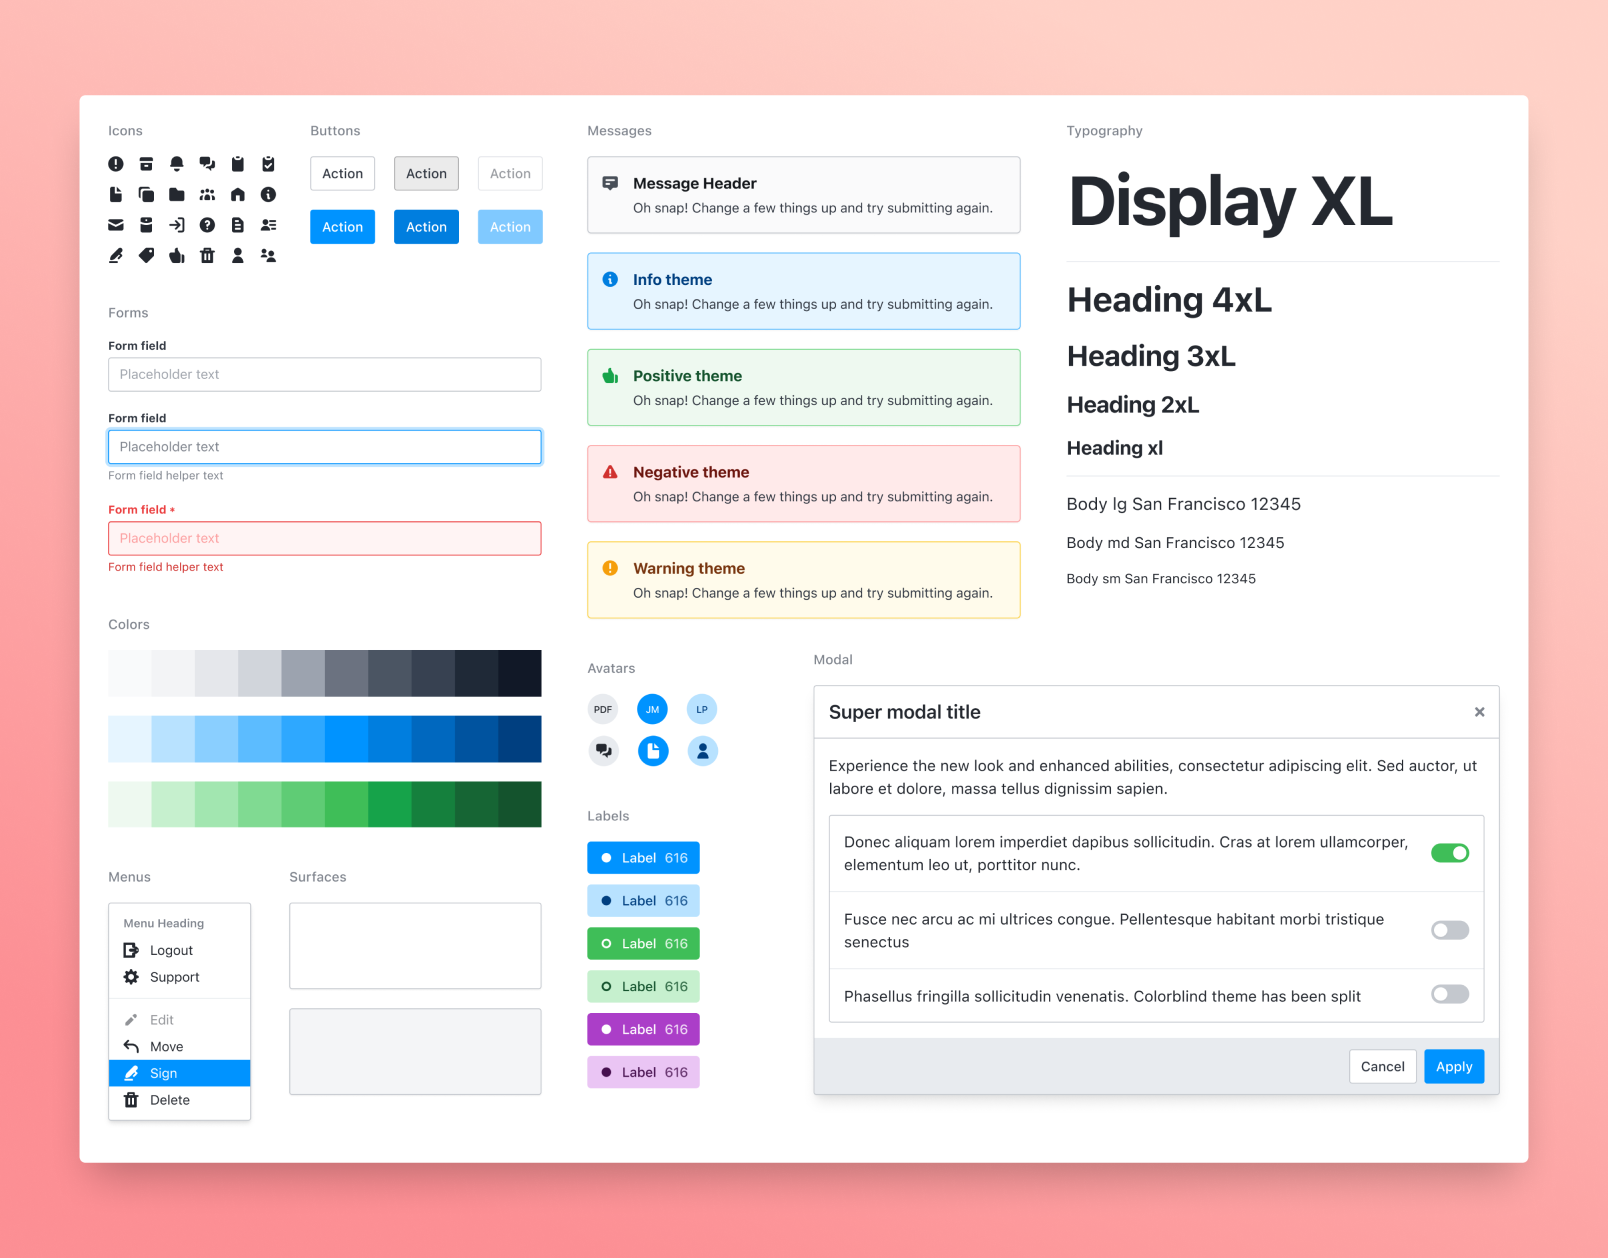 Icons
Buttons
Action
Action
Action
Action
Action
Action
Forms
Form field
Placeholder text
Form field
Placeholder text
Form field helper text
Form field *
Placeholder text
Form field helper text
Colors
Menus
Menu Heading
Logout
Support
Edit
Move
Sign
Delete
Surfaces
Messages
Message Header
Oh snap! Change a few things up and try submitting again.
Info theme
Oh snap! Change a few things up and try submitting again.
Positive theme
Oh snap! Change a few things up and try submitting again.
Negative theme
Oh snap! Change a few things up and try submitting again.
Warning theme
Oh snap! Change a few things up and try submitting again.
Avatars
PDF
JM
LP
Labels
Label 616
Label 616
Label 616
Label 616
Label 616
Label 616
Typography
Display XL
Heading 4xL
Heading 3xL
Heading 2xL
Heading xl
Body lg San Francisco 12345
Body md San Francisco 12345
Body sm San Francisco 12345
Modal
Super modal title
Experience the new look and enhanced abilities, consectetur adipiscing elit. Sed auctor, ut
labore et dolore, massa tellus dignissim sapien.
Donec aliquam lorem imperdiet dapibus sollicitudin. Cras at lorem ullamcorper,
elementum leo ut, porttitor nunc.
Fusce nec arcu ac mi ultrices congue. Pellentesque habitant morbi tristique
senectus
Phasellus fringilla sollicitudin venenatis. Colorblind theme has been split
Cancel
Apply